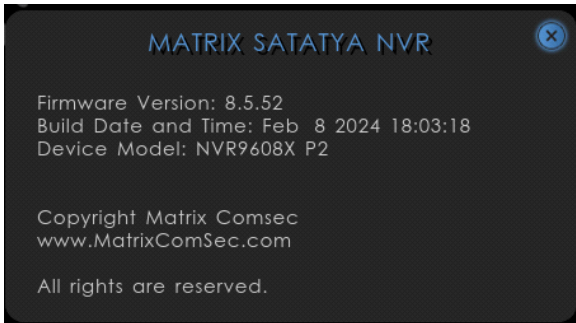 MATRIX SATATYA NVR
Firmware Version: 8.5.52
Build Date and Time: Feb  8 2024 18:03:18
Device Model: NVR9608X P2
Copyright Matrix Comsec
www.MatrixComSec.com
All rights are reserved.